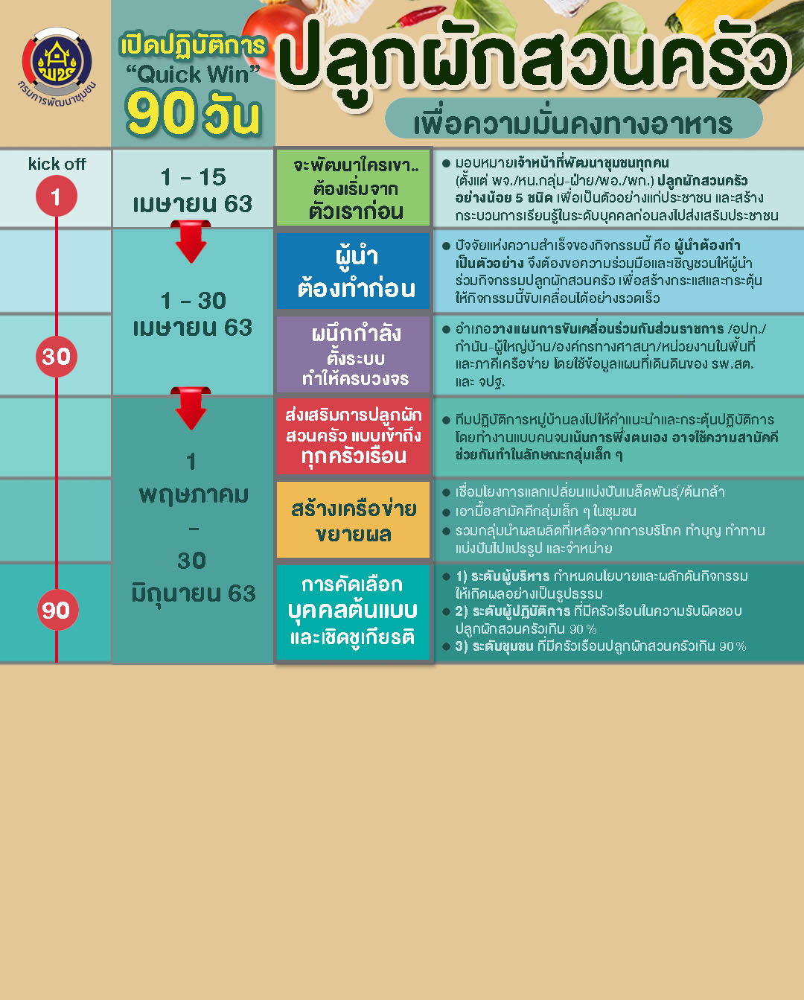 พช
กรมการพัฒนาชุมชน
เปิดปฏิบัติการ
“Quick Win”
90 วัน
ปลูกผักสวนครัว
เพื่อความมั่นคงทางอาหาร
kick off
1
1 - 15
เมษายน 63
จะพัฒนาใครเขา..
ต้องเริ่มจาก
ตัวเราก่อน
● มอบหมายเจ้าหน้าที่พัฒนาชุมชนทุกคน
(ตั้งแต่ พจ./หน.กลุ่ม-ฝ่าย/พอ./พก.) ปลูกผักสวนครัว
อย่างน้อย 5 ชนิด เพื่อเป็นตัวอย่างแก่ประชาชน และสร้าง
กระบวนการเรียนรู้ในระดับบุคคลก่อนลงไปส่งเสริมประชาชน
1 - 30
เมษายน 63
ผู้นำ
ต้องทำก่อน
● ปัจจัยแห่งความสำเร็จของกิจกรรมนี้ คือ ผู้นำต้องทำ
เป็นตัวอย่าง จึงต้องขอความร่วมมือและเชิญชวนให้ผู้นำ
ร่วมกิจกรรมปลูกผักสวนครัว เพื่อสร้างกระแสและกระตุ้น
ให้กิจกรรมนี้ขับเคลื่อนได้อย่างรวดเร็ว
30
ผนึกกำลัง
ตั้งระบบ
ทำให้ครบวงจร
● อำเภอวางแผนการขับเคลื่อนร่วมกับส่วนราชการ /อปท./
กำนัน-ผู้ใหญ่บ้าน/องค์กรทางศาสนา/หน่วยงานในพื้นที่
และภาคีเครือข่าย โดยใช้ข้อมูลแผนที่เดินดินของ รพ.สต.
และ จปฐ.
1
พฤษภาคม
-
30
มิถุนายน 63
ส่งเสริมการปลูกผัก
สวนครัว แบบเข้าถึง
ทุกครัวเรือน
● ทีมปฏิบัติการหมู่บ้านลงไปให้คำแนะนำและกระตุ้นปฏิบัติการ
โดยทำงานแบบคนจนเน้นการพึ่งตนเอง อาจใช้ความสามัคคี
ช่วยกันทำในลักษณะกลุ่มเล็ก ๆ
สร้างเครือข่าย
ขยายผล
● เชื่อมโยงการแลกเปลี่ยนแบ่งปันเมล็ดพันธุ์/ต้นกล้า
● เอามื้อสามัคคีกลุ่มเล็ก ๆ ในชุมชน
● รวมกลุ่มนำผลผลิตที่เหลือจากการบริโภค ทำบุญ ทำทาน
แบ่งปันไปแปรรูป และจำหน่าย
90
การคัดเลือก
บุคคลต้นแบบ
และเชิดชูเกียรติ
● 1) ระดับผู้บริหาร กำหนดนโยบายและผลักดันกิจกรรม
ให้เกิดผลอย่างเป็นรูปธรรม
● 2) ระดับผู้ปฏิบัติการ ที่มีครัวเรือนในความรับผิดชอบ
ปลูกผักสวนครัวเกิน 90 %
● 3) ระดับชุมชน ที่มีครัวเรือนปลูกผักสวนครัวเกิน 90 %